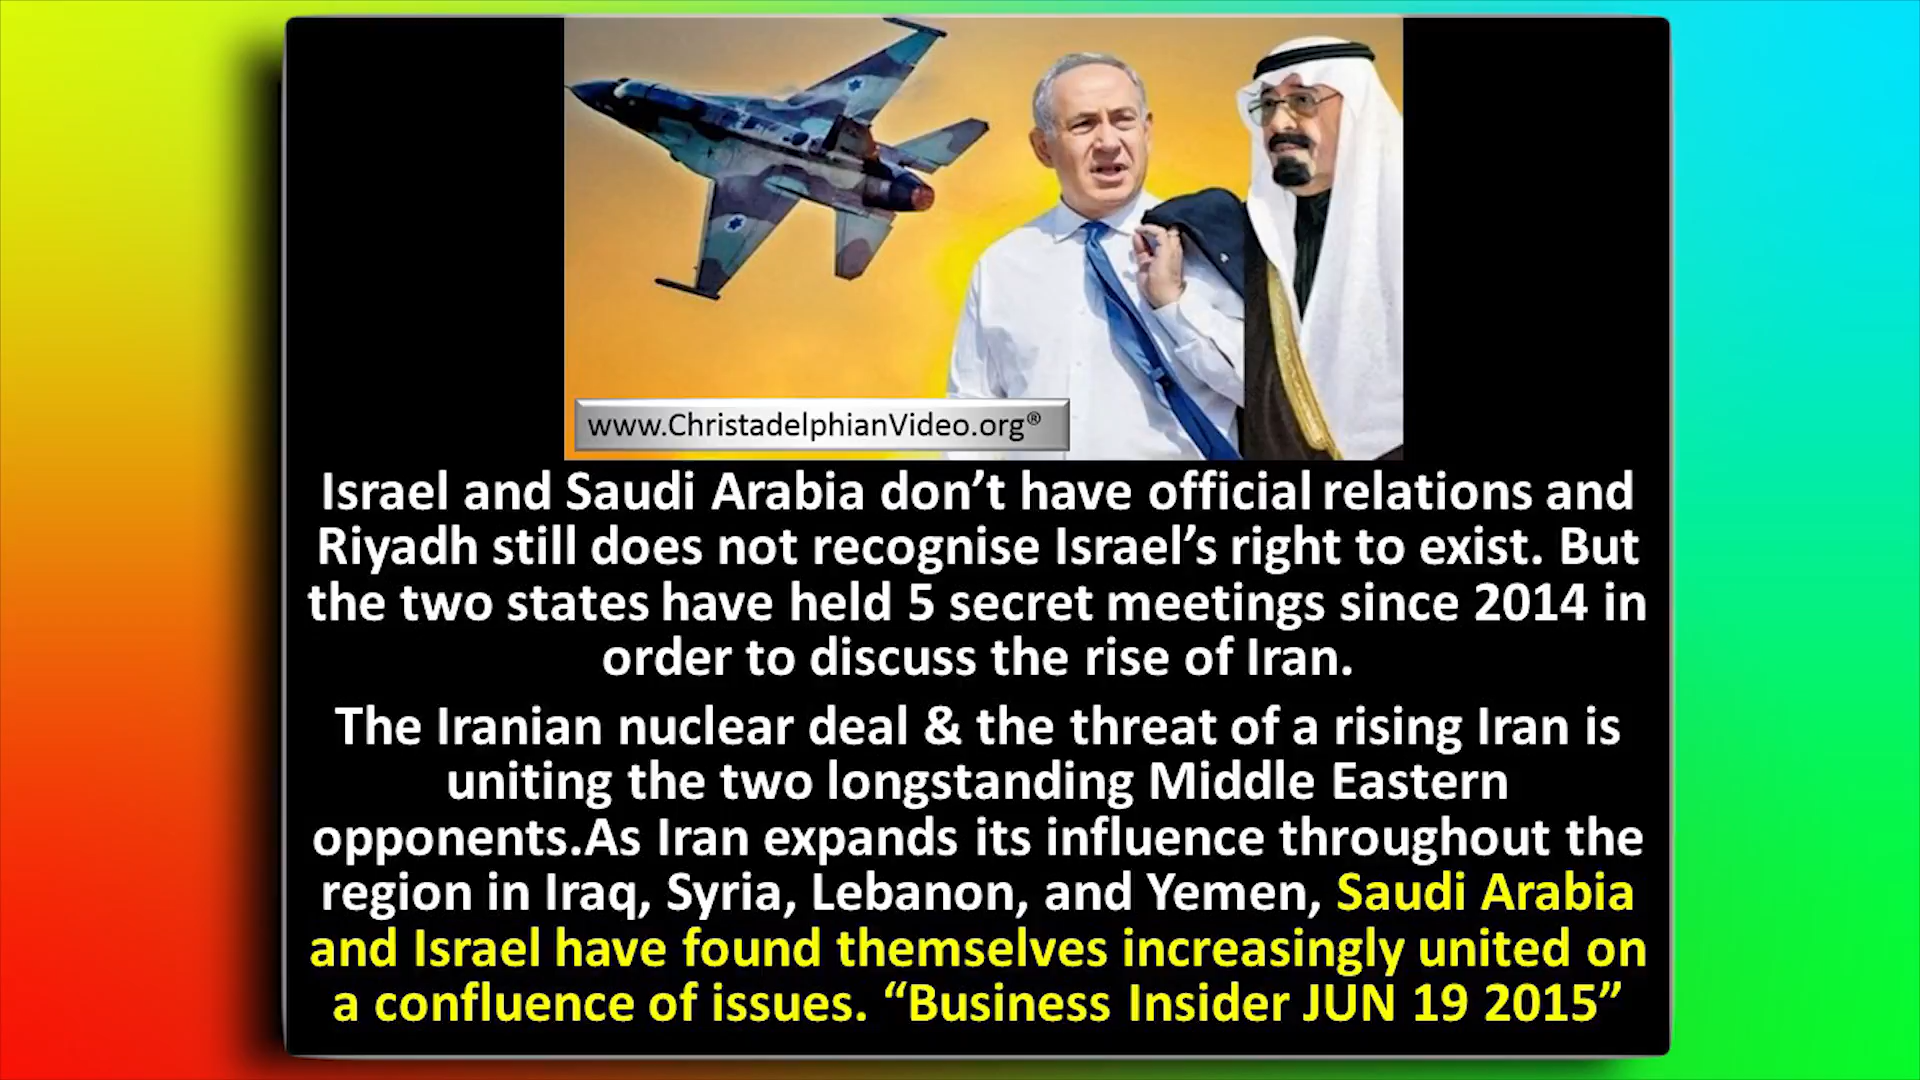 www.ChristadelphianVideo.org®
Israel and Saudi Arabia don’t have official relations and
Riyadh still does not recognise Israel’s right to exist. But
the two states have held 5 secret meetings since 2014 in
order to discuss the rise of Iran.
The Iranian nuclear deal & the threat of a rising Iran is
uniting the two longstanding Middle Eastern
opponents.As Iran expands its influence throughout the
region in Iraq, Syria, Lebanon, and Yemen, Saudi Arabia
and Israel have found themselves increasingly united on
a confluence of issues. “Business Insider JUN 19 2015”